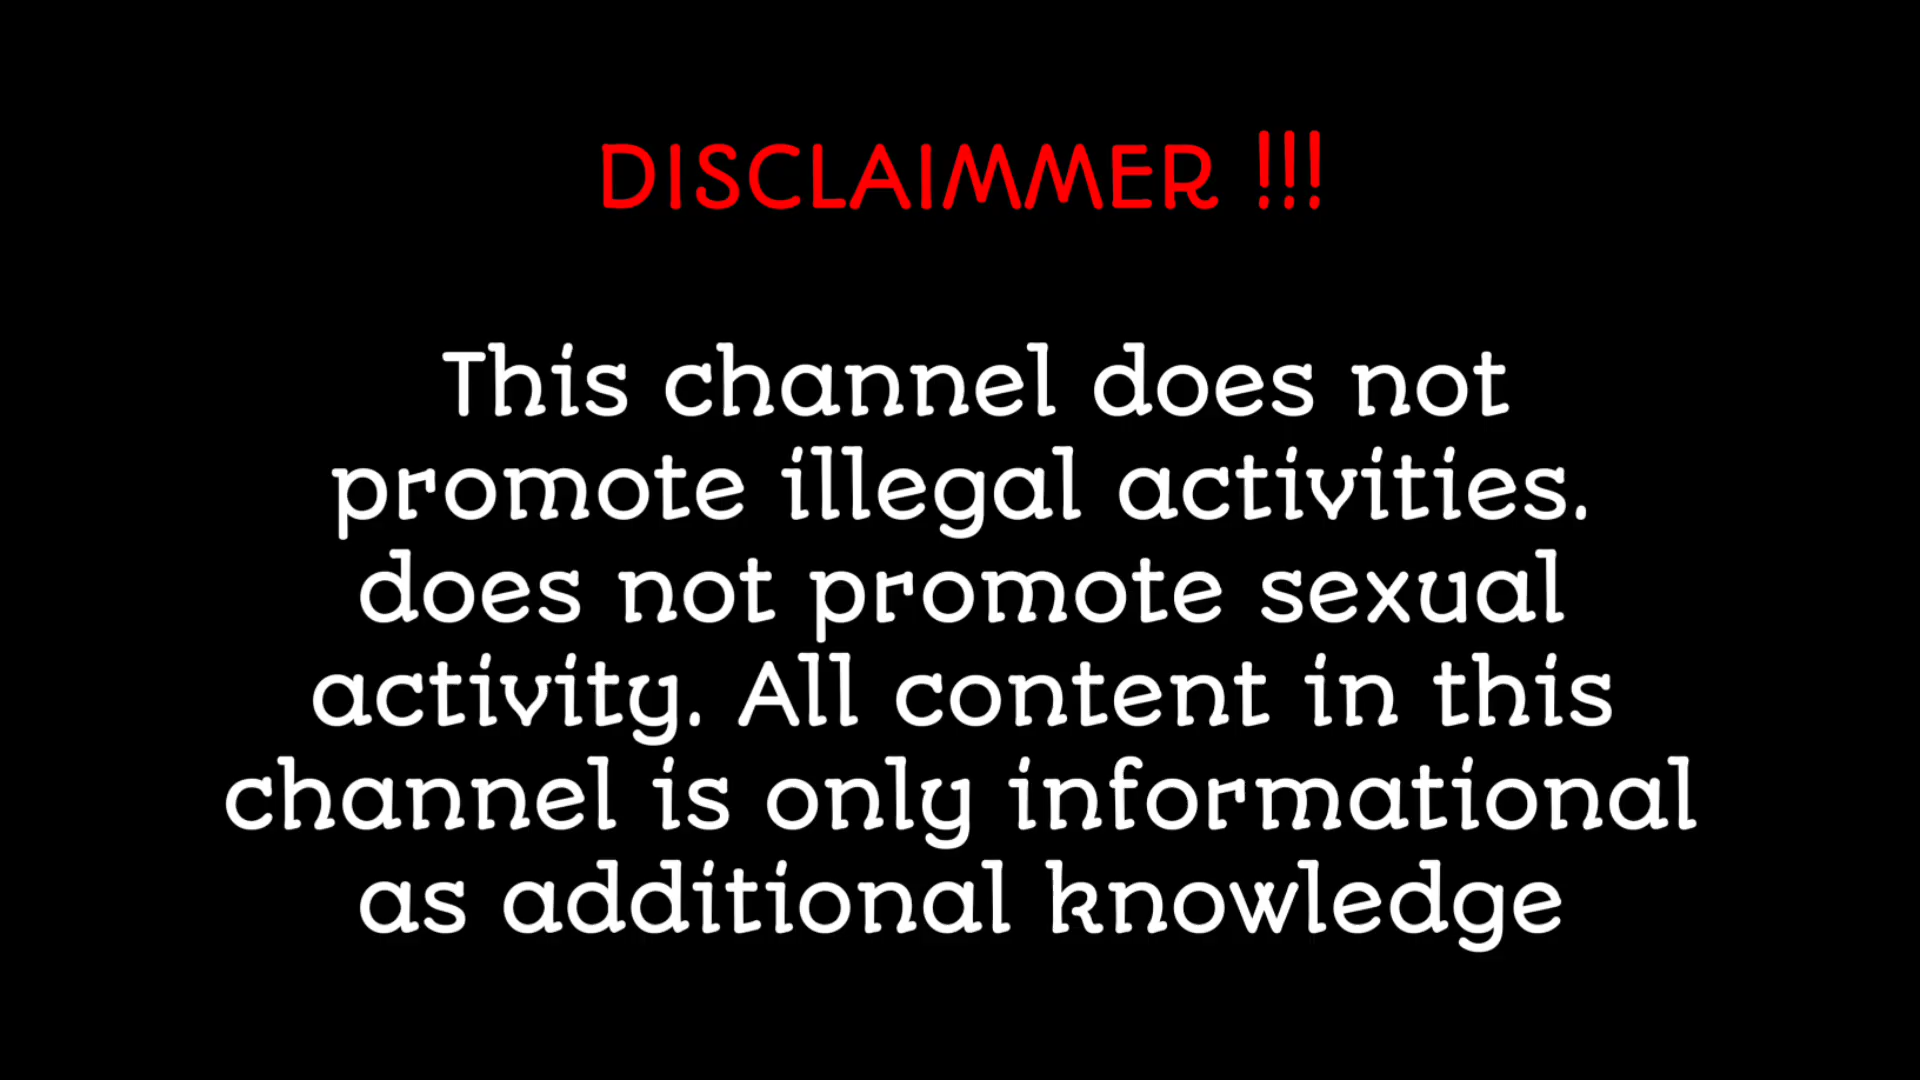 DISCLAIMMER !!!
This channel does not
promote illegal activities.
does not promote sexual
activity. All content in this
channel is only informational
as additional knowledge